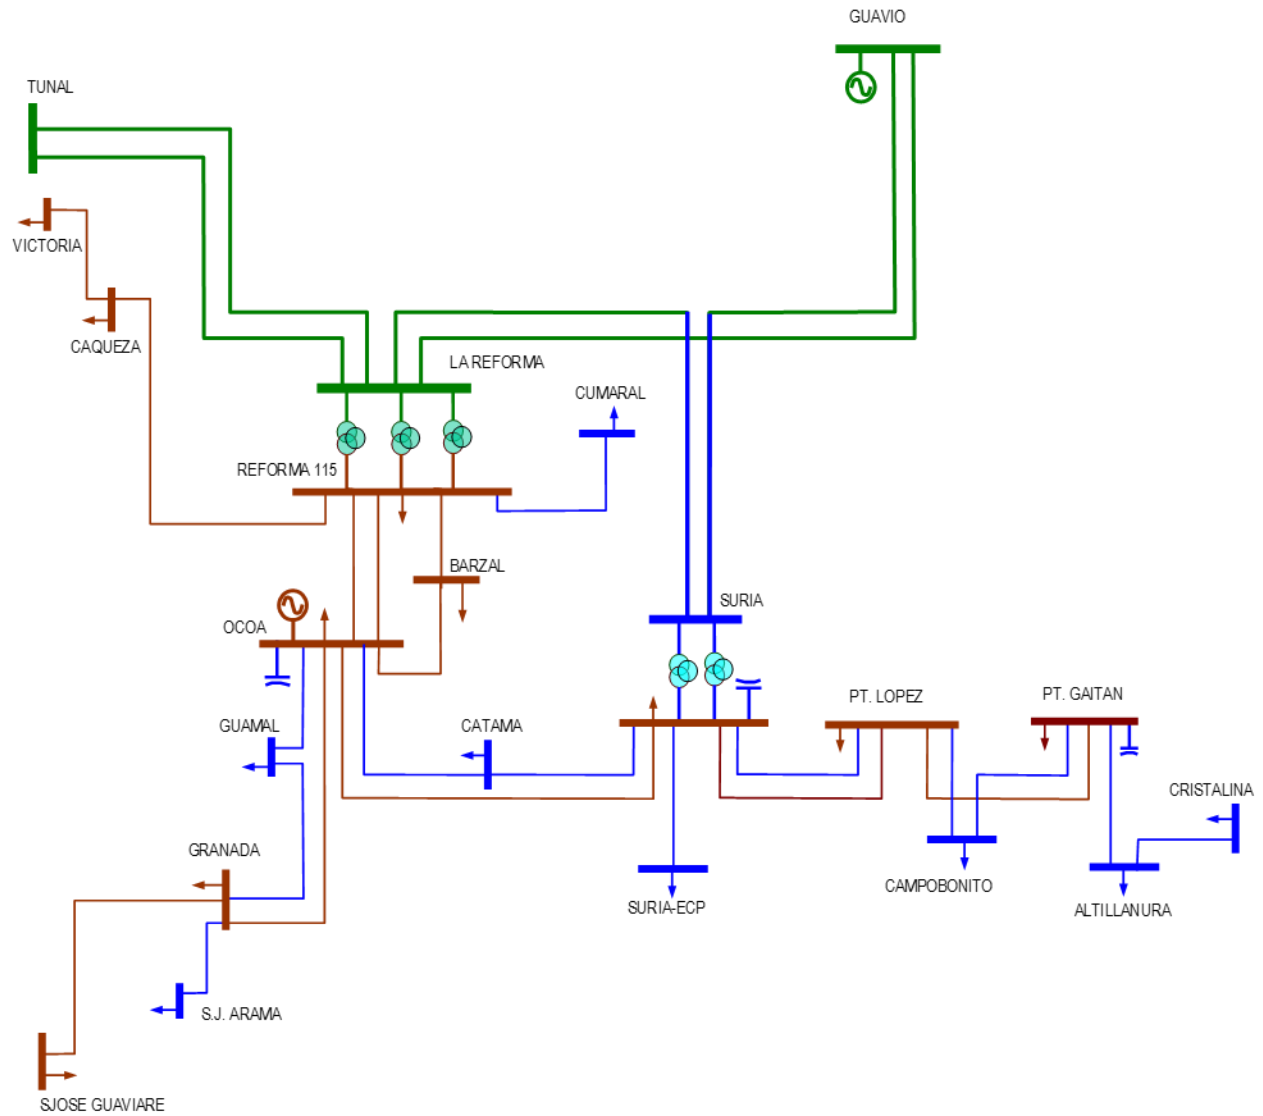 GUAVIO
TUNAL
VICTORIA
CAQUEZA
LA REFORMA
CUMARAL
REFORMA 115
BARZAL
SURIA
OCOA
PT. LOPEZ
PT. GAITAN
GUAMAL
CATAMA
CRISTALINA
GRANADA
CAMPOBONITO
SURIA-ECP
ALTILLANURA
S.J. ARAMA
SJOSE GUAVIARE